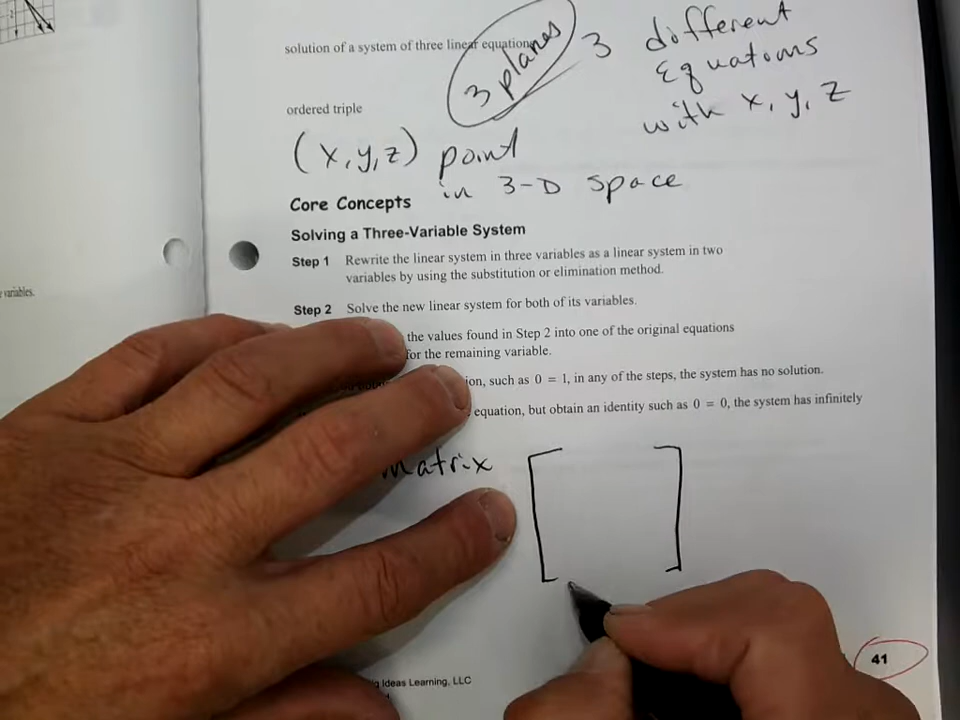 solution of a system of three linear equation
3 planes
3 different
Equations
with x, y, z
ordered triple
(x, y, z) point
in 3-D space
Core Concepts
Solving a Three-Variable System
Step 1 Rewrite the linear system in three variables as a linear system in two
variables by using the substitution or elimination method.
Step 2 Solve the new linear system for both of its variables.
the values found in Step 2 into one of the original equations
for the remaining variable.
ion, such as 0 = 1, in any of the steps, the system has no solution.
equation, but obtain an identity such as 0 = 0, the system has infinitely
matrix
variables.
Ideas Learning, LLC
41